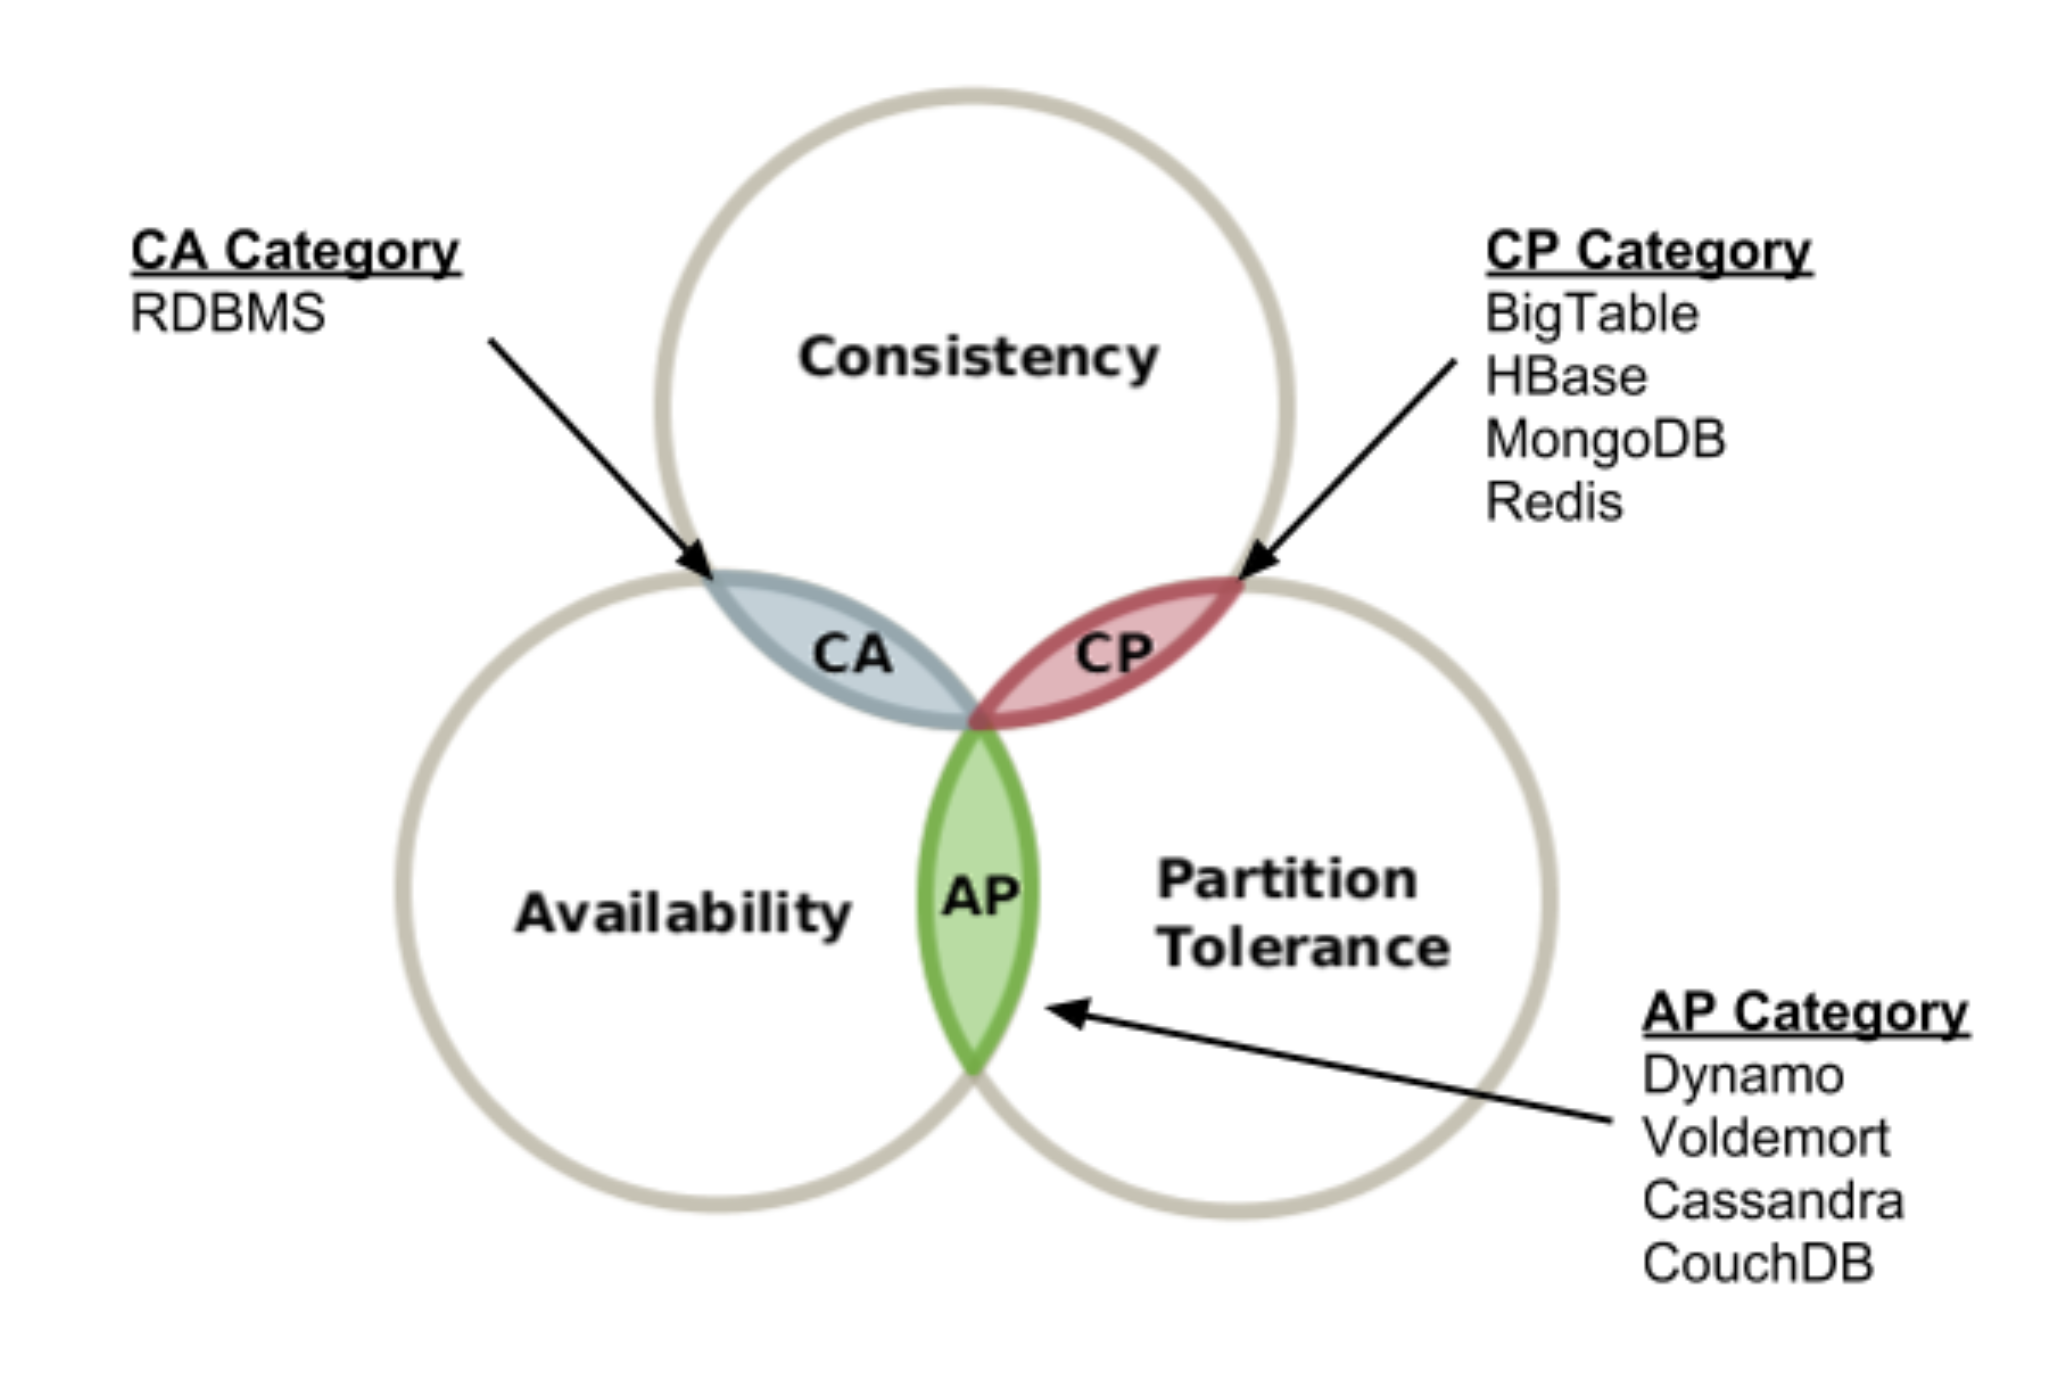 CA Category
RDBMS
Consistency
CP Category
BigTable
HBase
MongoDB
Redis
CA
CP
Availability
AP
Partition
Tolerance
AP Category
Dynamo
Voldemort
Cassandra
CouchDB